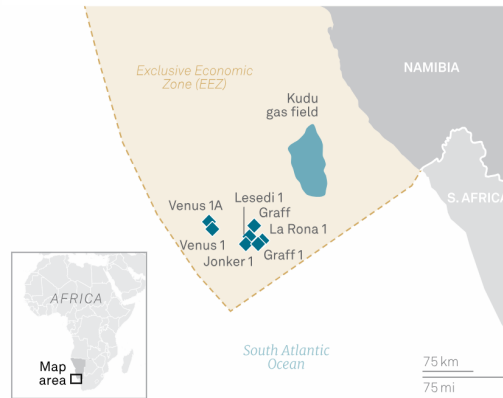 Exclusive Economic
Zone (EEZ)
NAMIBIA
Kudu
gas field
S. AFRICA
Venus 1A
Lesedi 1
Graff
La Rona 1
Venus 1
Jonker 1
Graff 1
AFRICA
Map
area
South Atlantic
Ocean
75 km
75 mi